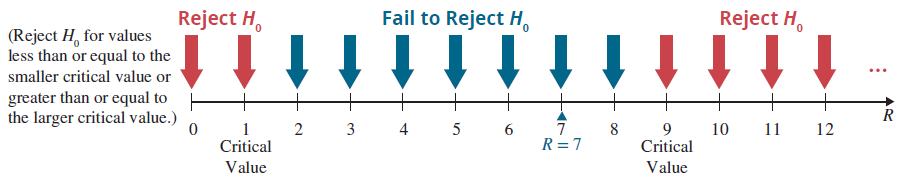 Reject H₀ Fail to Reject H₀ Reject H₀
(Reject H₀ for values
less than or equal to the
smaller critical value or
greater than or equal to
the larger critical value.)
...
R
0 1 2 3 4 5 6 7 8 9 10 11 12
Critical R = 7 Critical
Value Value